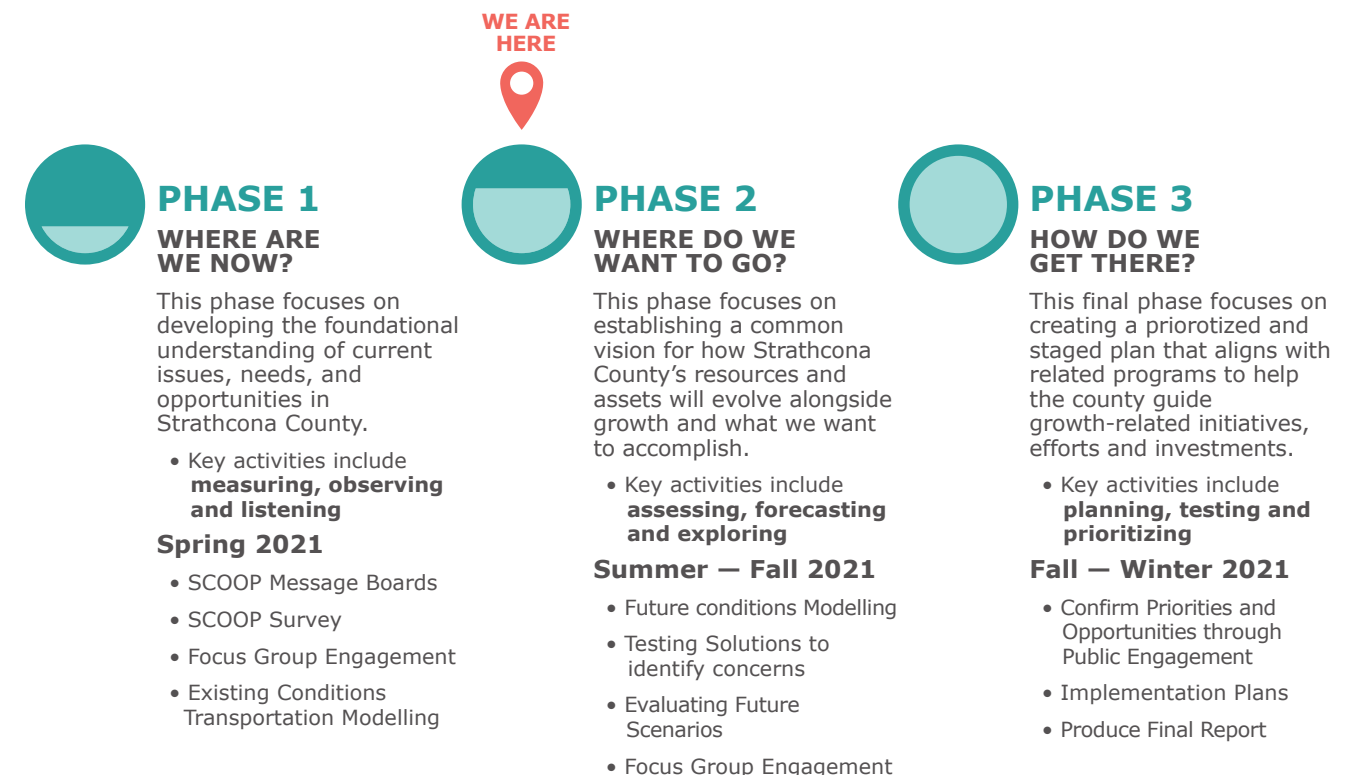 WE ARE
HERE
PHASE 1
WHERE ARE
WE NOW?
This phase focuses on
developing the foundational
understanding of current
issues, needs, and
opportunities in
Strathcona County.
• Key activities include
measuring, observing
and listening
Spring 2021
• SCOOP Message Boards
• SCOOP Survey
• Focus Group Engagement
• Existing Conditions
Transportation Modelling
PHASE 2
WHERE DO WE
WANT TO GO?
This phase focuses on
establishing a common
vision for how Strathcona
County’s resources and
assets will evolve alongside
growth and what we want
to accomplish.
• Key activities include
assessing, forecasting
and exploring
Summer — Fall 2021
• Future conditions Modelling
• Testing Solutions to
identify concerns
• Evaluating Future
Scenarios
• Focus Group Engagement
PHASE 3
HOW DO WE
GET THERE?
This final phase focuses on
creating a priorotized and
staged plan that aligns with
related programs to help
the county guide
growth-related initiatives,
efforts and investments.
• Key activities include
planning, testing and
prioritizing
Fall — Winter 2021
• Confirm Priorities and
Opportunities through
Public Engagement
• Implementation Plans
• Produce Final Report